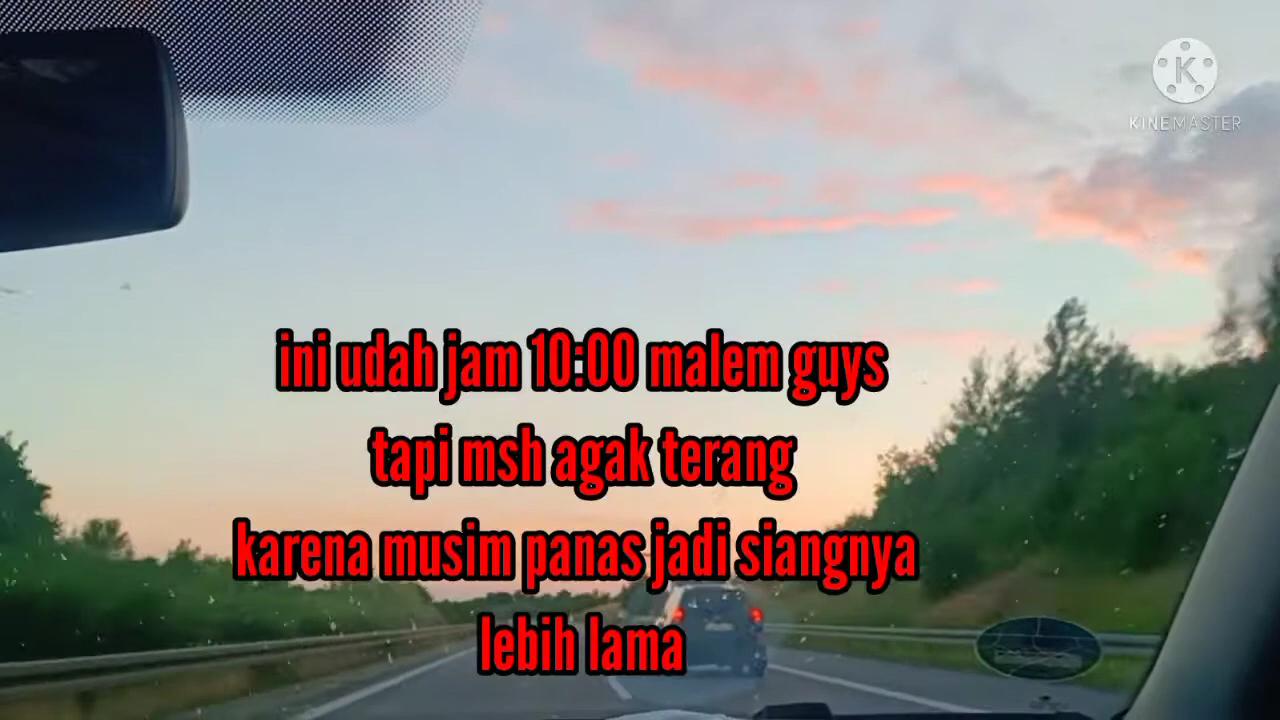 KINEMASTER
ini udah jam 10:00 malem guys
tapi msh agak terang
karena musim panas jadi siangnya
lebih lama